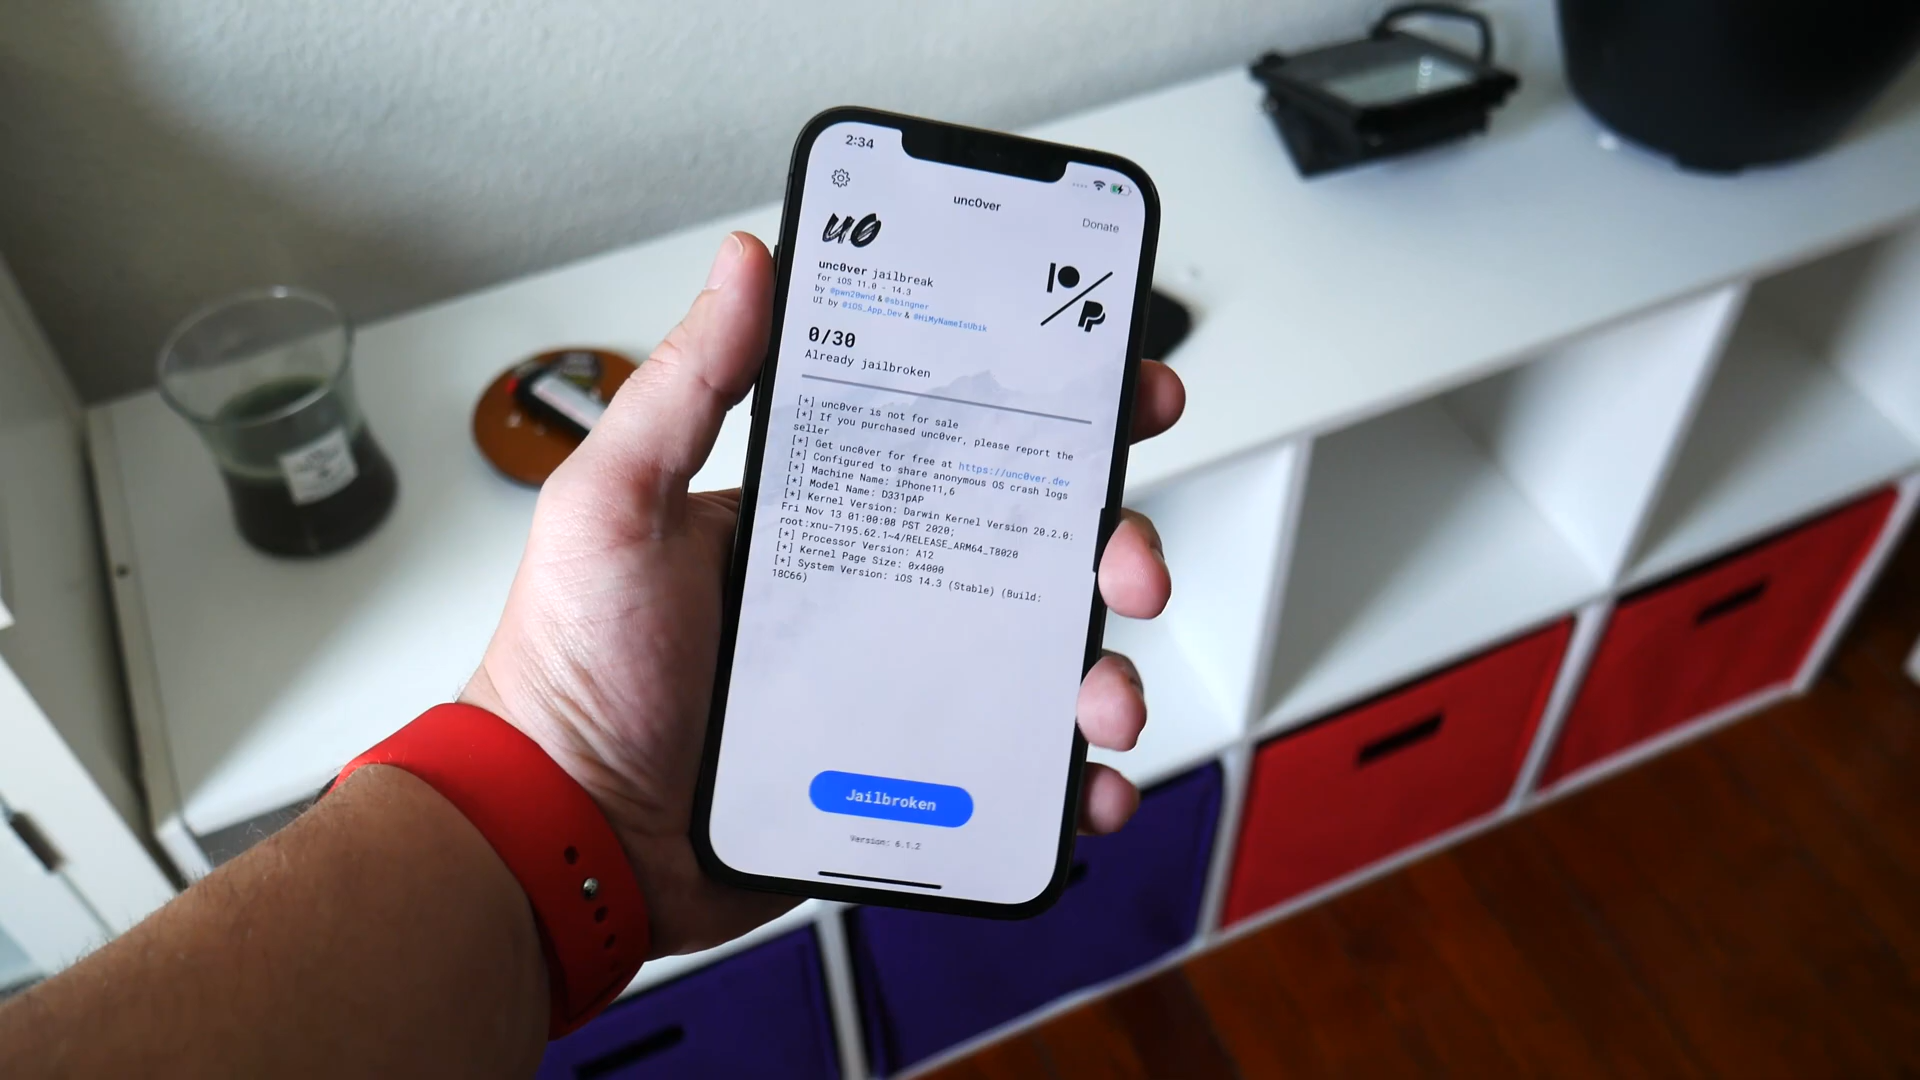 2:34
unc0ver
Donate
u0
unc0ver jailbreak
for iOS 11.0 - 14.3
by @pwn20wnd & @sbingner
UI by @iOS_App_Dev & @HiMyNameIsUbik
0/30
Already jailbroken
[*] unc0ver is not for sale
[*] If you purchased unc0ver, please report the
seller
[*] Get unc0ver for free at https://unc0ver.dev
[*] Configured to share anonymous OS crash logs
[*] Machine Name: iPhone11,6
[*] Model Name: D331pAP
[*] Kernel Version: Darwin Kernel Version 20.2.0:
Fri Nov 13 01:00:08 PST 2020;
root:xnu-7195.62.1~4/RELEASE_ARM64_T8020
[*] Processor Version: A12
[*] Kernel Page Size: 0x4000
[*] System Version: iOS 14.3 (Stable) (Build:
18C66)
Jailbroken
Version: 6.1.2